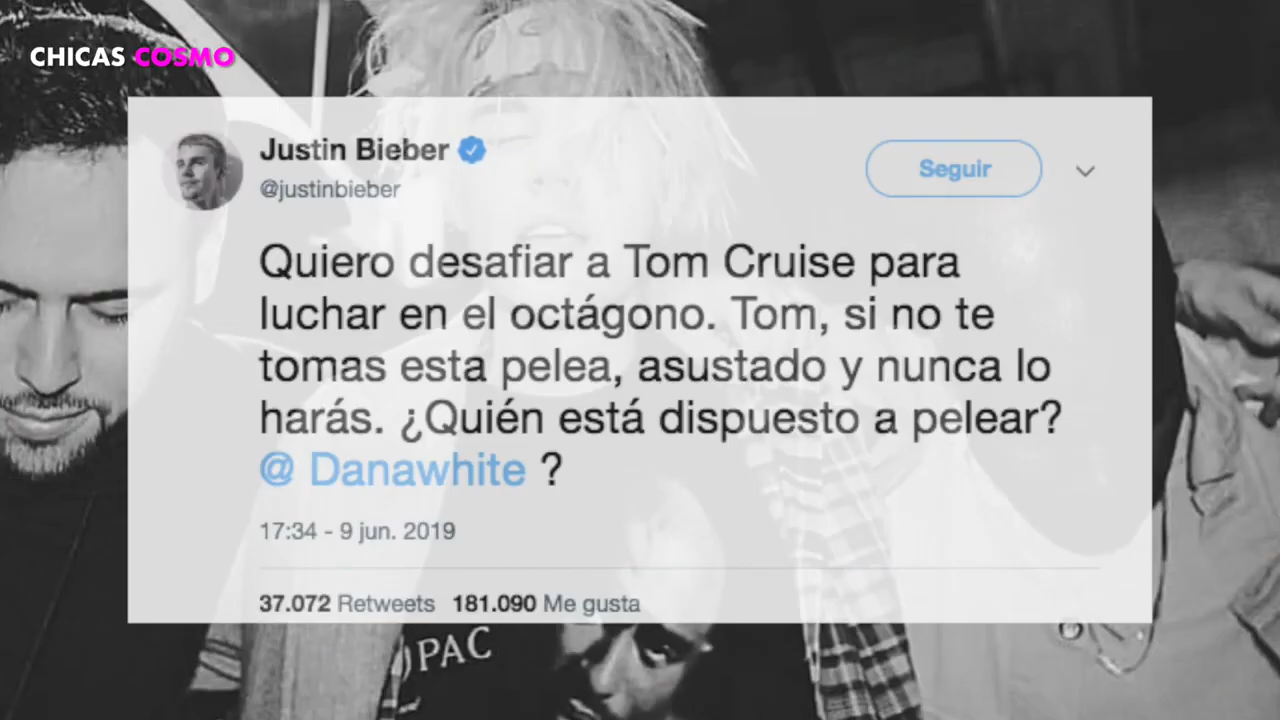 CHICAS COSMO
Justin Bieber
@justinbieber
Seguir
Quiero desafiar a Tom Cruise para
luchar en el octágono. Tom, si no te
tomas esta pelea, asustado y nunca lo
harás. ¿Quién está dispuesto a pelear?
@ Danawhite ?
17:34 - 9 jun. 2019
37.072 Retweets 181.090 Me gusta
PAC